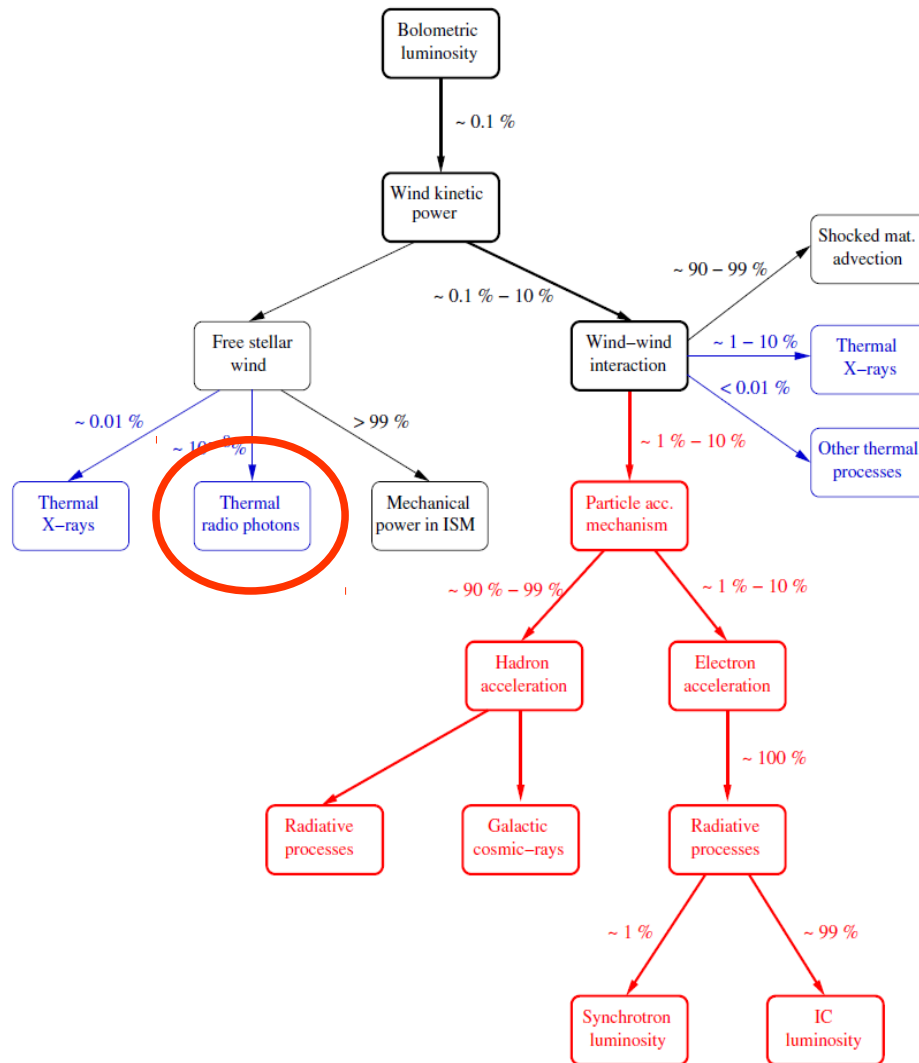 Bolometric
luminosity
~ 0.1 %
Wind kinetic
power
Shocked mat.
advection
~ 90 – 99 %
~ 0.1 % – 10 %
Free stellar
wind
Wind–wind
interaction
~ 1 – 10 %
Thermal
X–rays
< 0.01 %
~ 0.01 %
> 99 %
~ 1 % – 10 %
Other thermal
processes
Thermal
X–rays
Thermal
radio photons
Mechanical
power in ISM
Particle acc.
mechanism
~ 90 % – 99 %
~ 1 % – 10 %
Hadron
acceleration
Electron
acceleration
~ 100 %
Radiative
processes
Galactic
cosmic–rays
Radiative
processes
~ 1 %
~ 99 %
Synchrotron
luminosity
IC
luminosity